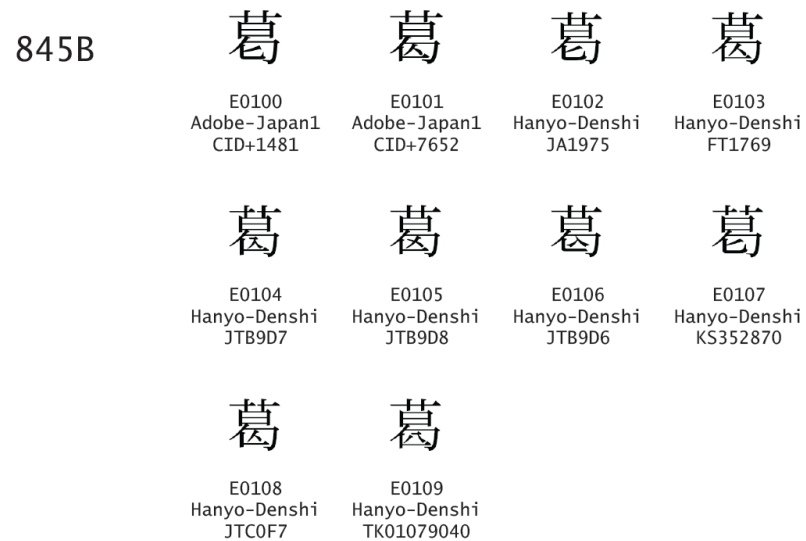 845B
葛 葛 葛 葛
E0100 E0101 E0102 E0103
Adobe-Japan1 Adobe-Japan1 Hanyo-Denshi Hanyo-Denshi
CID+1481 CID+7652 JA1975 FT1769
葛 葛 葛 葛
E0104 E0105 E0106 E0107
Hanyo-Denshi Hanyo-Denshi Hanyo-Denshi Hanyo-Denshi
JTB9D7 JTB9D8 JTB9D6 KS352870
葛 葛
E0108 E0109
Hanyo-Denshi Hanyo-Denshi
JTC0F7 TK01079040